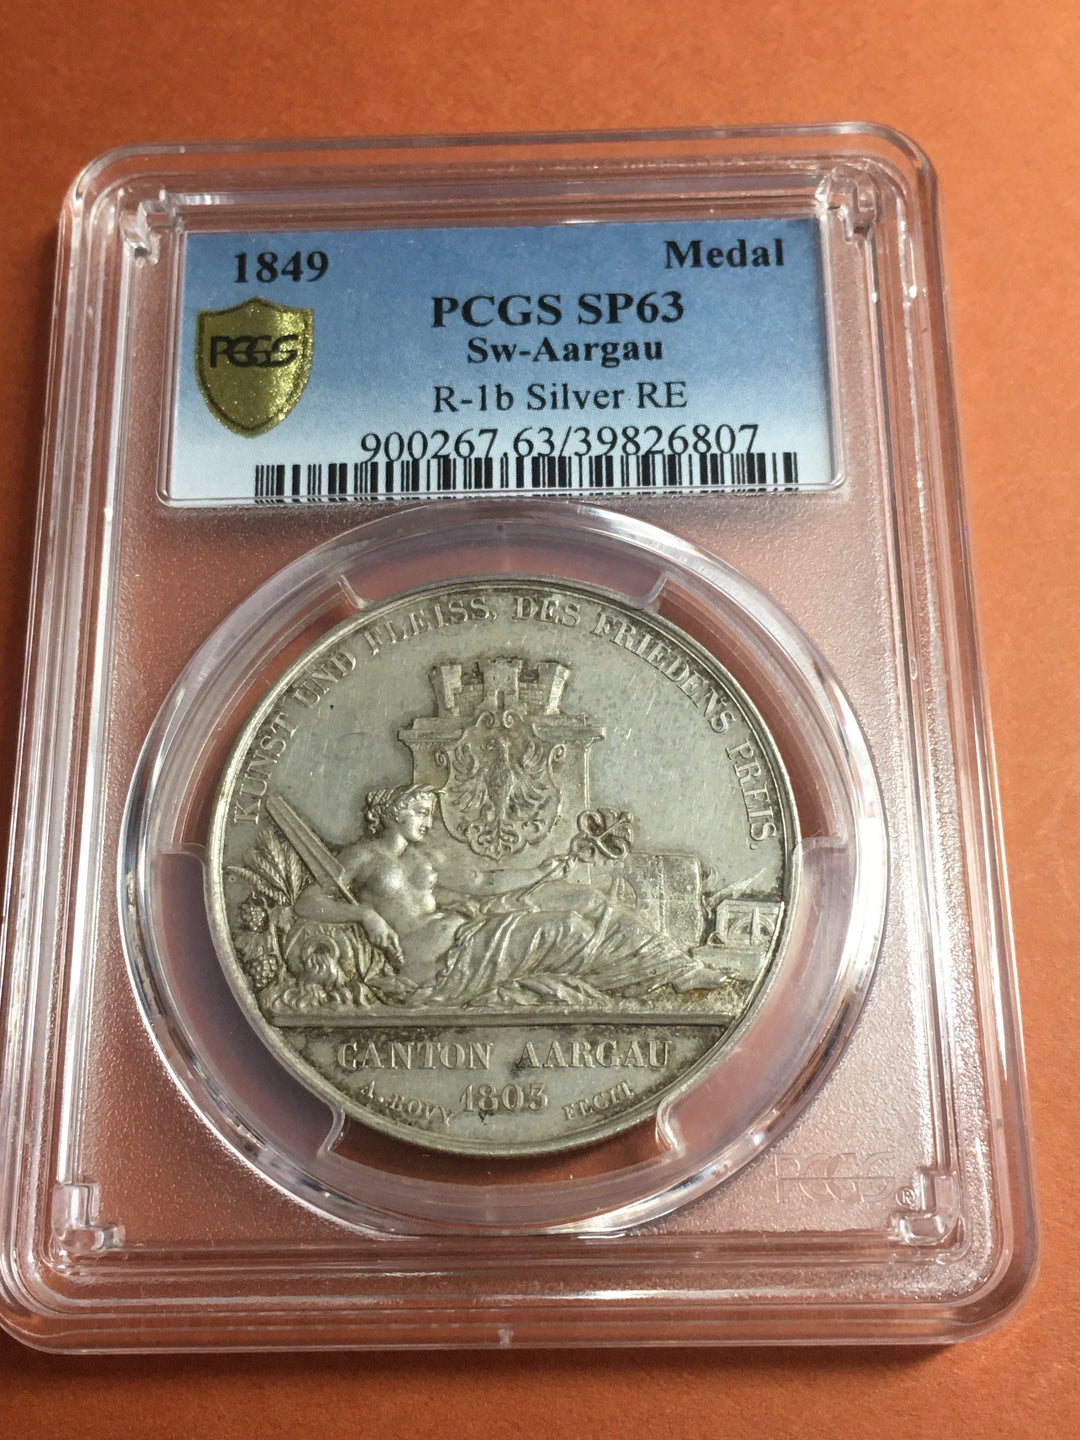 1849 Medal
PCGS SP63
PCGS
Sw-Aargau
R-1b Silver RE
900267.63/39826807
KUNST UND FLEISS, DES FRIEDENS PREIS.
CANTON AARGAU
1803
A. BOVY FECIT
PCGS ®